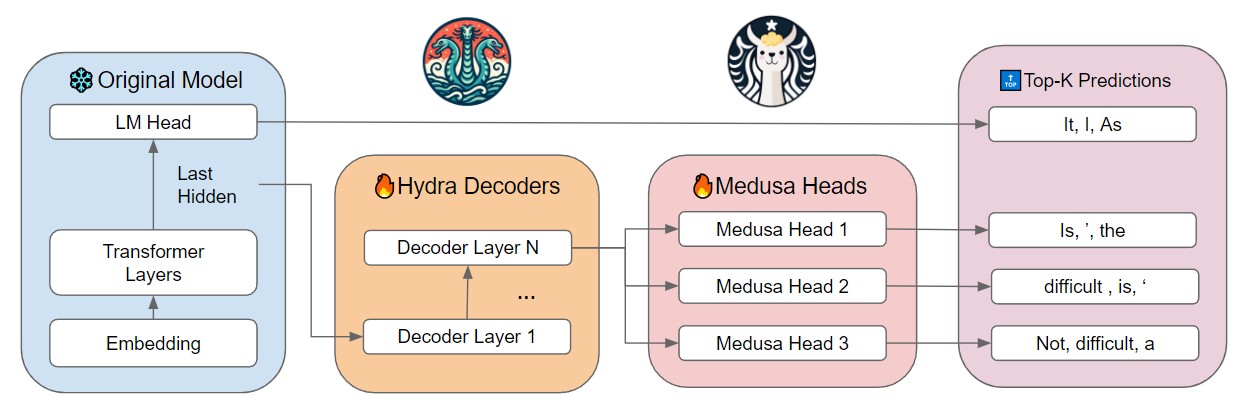 Original Model
LM Head
Last
Hidden
Transformer
Layers
Embedding
Hydra Decoders
Decoder Layer N
...
Decoder Layer 1
Medusa Heads
Medusa Head 1
Medusa Head 2
Medusa Head 3
TOP
Top-K Predictions
It, I, As
Is, ’, the
difficult , is, ‘
Not, difficult, a